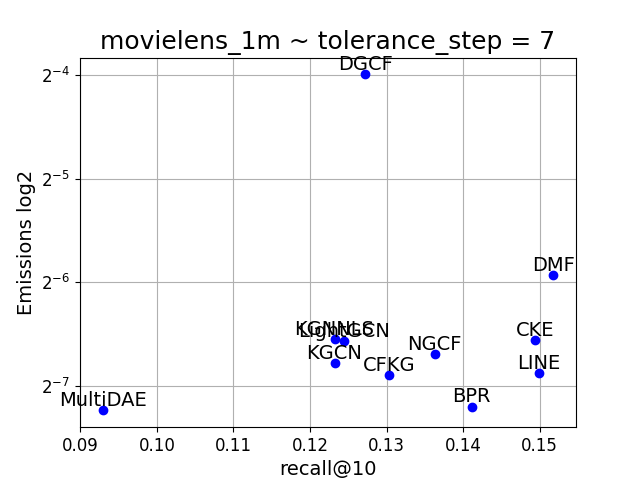 movielens_1m ~ tolerance_step = 7
DGCF
2⁻⁴
2⁻⁵
Emissions log2
DMF
2⁻⁶
KGNNLS
LightGCN
CKE
NGCF
KGCN
CFKG
LINE
2⁻⁷
MultiDAE
BPR
0.09 0.10 0.11 0.12 0.13 0.14 0.15
recall@10